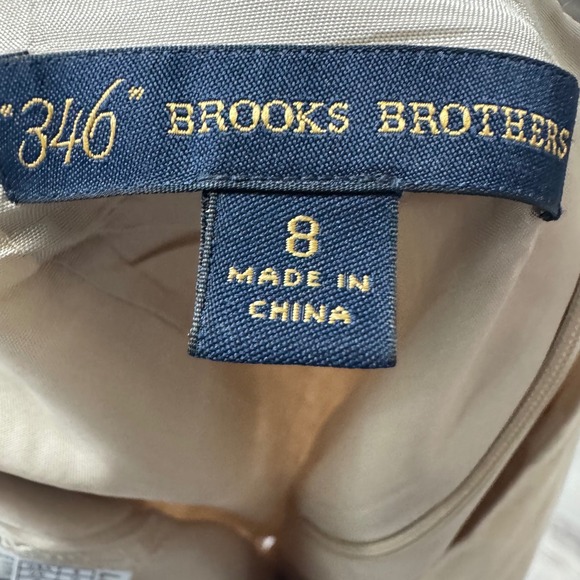 "346" BROOKS BROTHERS
8
MADE IN
CHINA